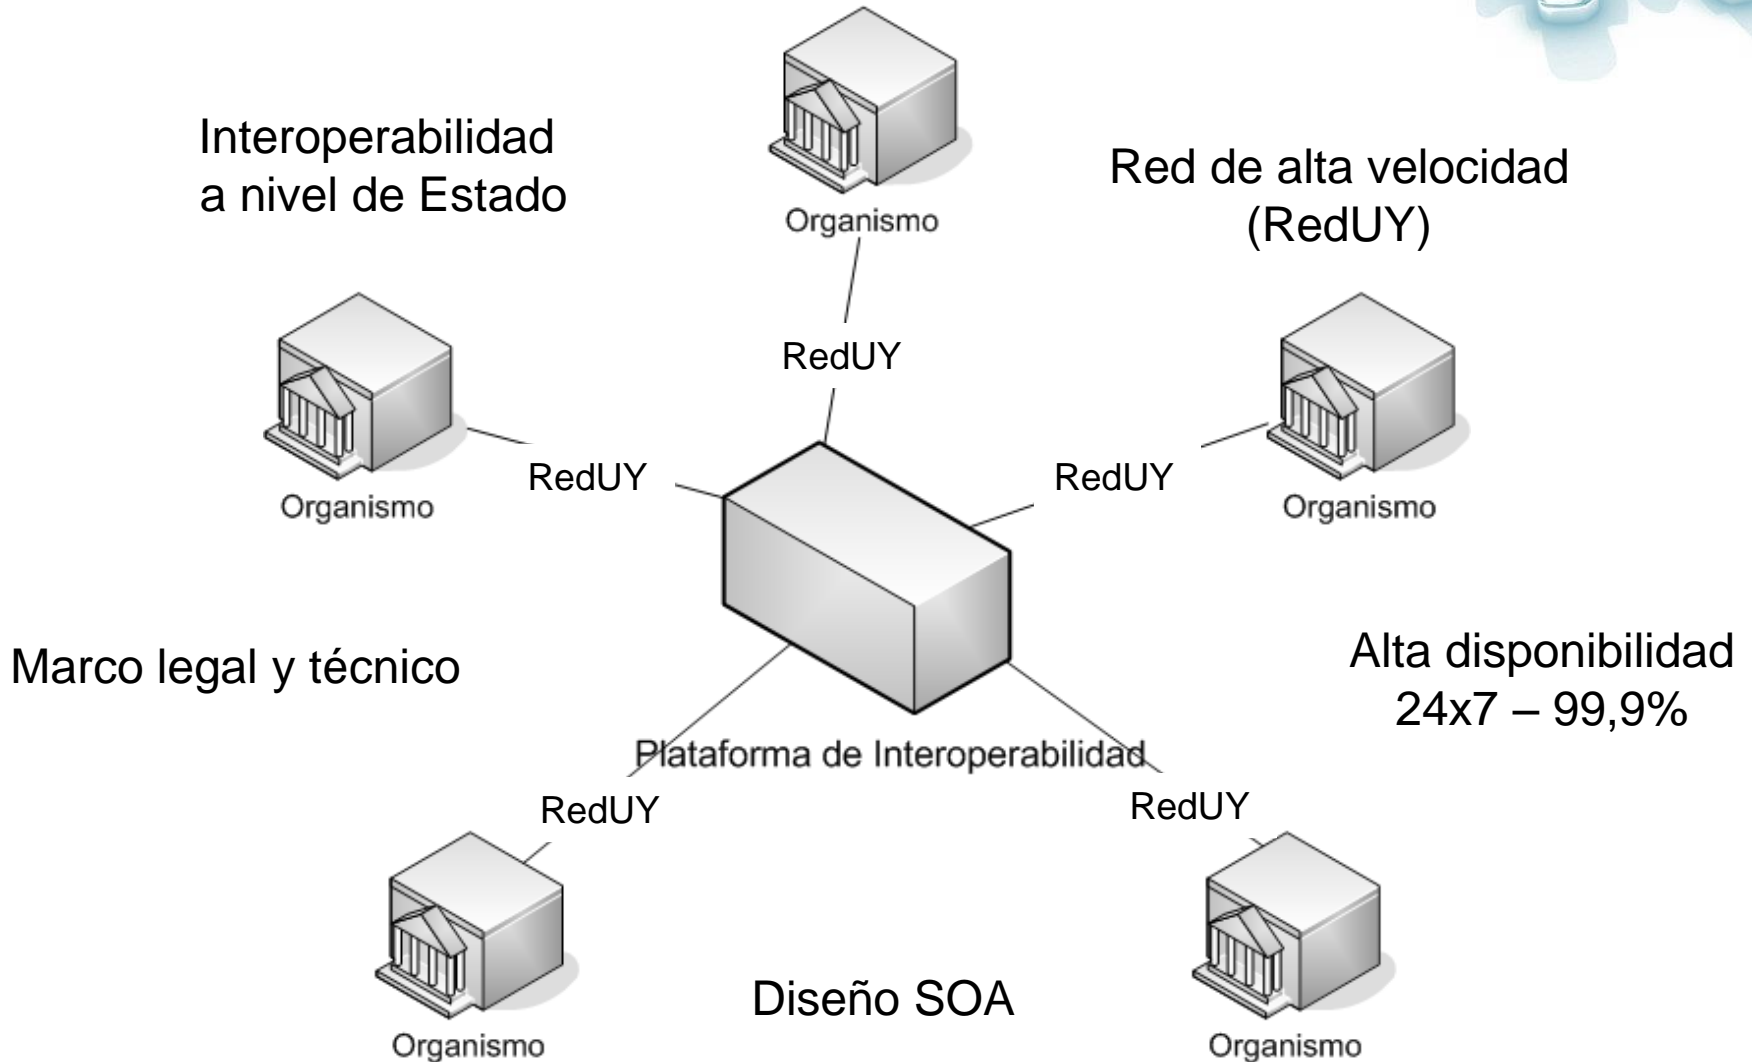 Interoperabilidad
a nivel de Estado
Organismo
Red de alta velocidad
(RedUY)
RedUY
RedUY
RedUY
Organismo
Organismo
Marco legal y técnico
Alta disponibilidad
24x7 – 99,9%
Plataforma de Interoperabilidad
RedUY
RedUY
Diseño SOA
Organismo
Organismo